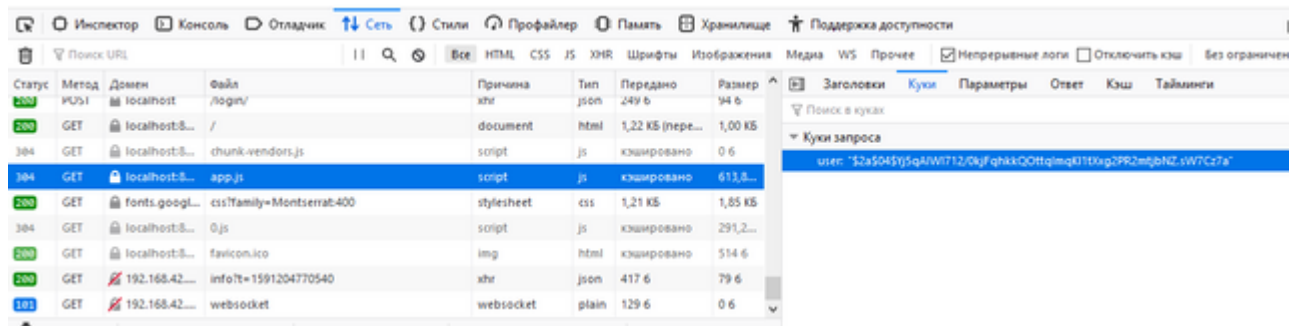 Инспектор Консоль Отладчик Сеть Стили Профайлер Память Хранилище Поддержка доступности
Поиск URL Все HTML CSS JS XHR Шрифты Изображения Медиа WS Прочее Непрерывные логи Отключить кэш Без ограничен
Статус Метод Домен Файл Причина Тип Передано Размер Заголовки Куки Параметры Ответ Кэш Тайминги
200 POST localhost /login/ xhr json 249 б 94 б
Поиск в куках
200 GET localhost:8... / document html 1,22 КБ (пере... 1,00 КБ
Куки запроса
304 GET localhost:8... chunk-vendors.js script js кэшировано 0 б
304 GET localhost:8... app.js script js кэшировано 613,8...
200 GET fonts.googl... css?family=Montserrat:400 stylesheet css 1,21 КБ 1,85 КБ
304 GET localhost:8... 0.js script js кэшировано 291,2...
200 GET localhost:8... favicon.ico img html кэшировано 514 б
200 GET 192.168.42.... info?t=1591204770540 xhr json 417 б 79 б
101 GET 192.168.42.... websocket websocket plain 129 б 0 б